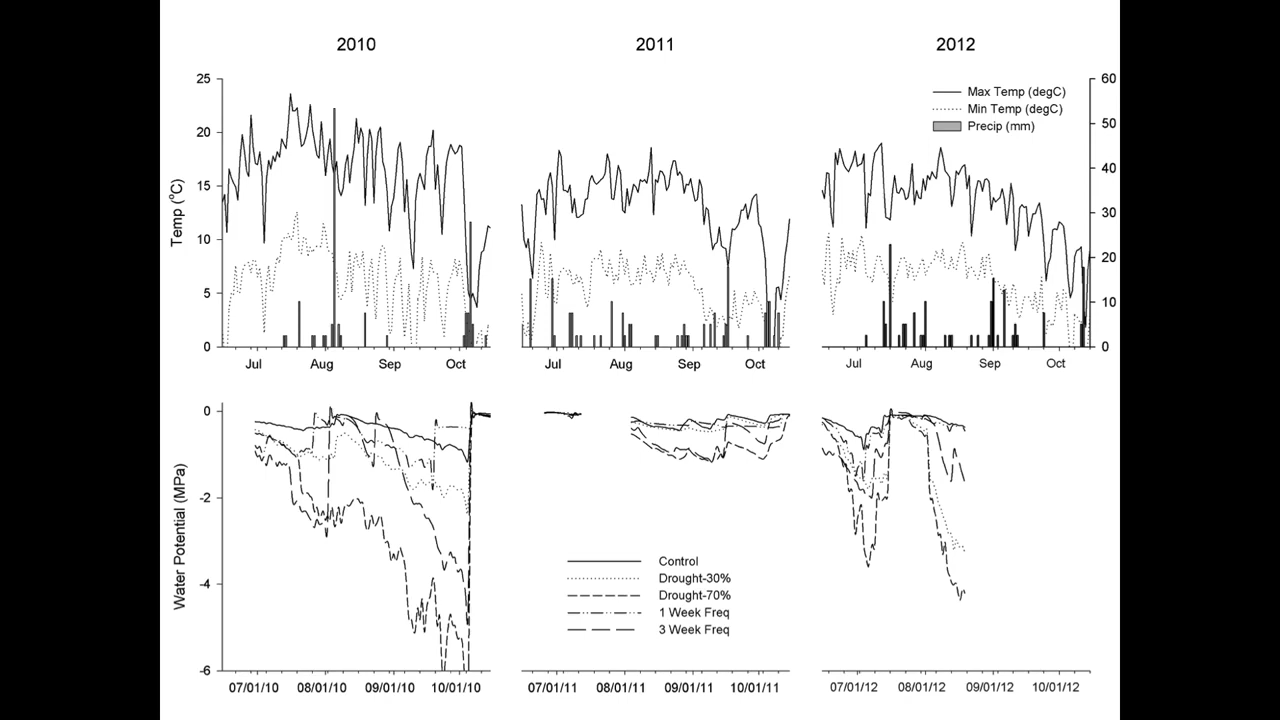 2010 2011 2012
25 60
Max Temp (degC)
Min Temp (degC)
Precip (mm)
20 50
40
15
30
10
20
5 10
0 0
Temp (°C)
Jul Aug Sep Oct Jul Aug Sep Oct Jul Aug Sep Oct
0
-2
-4
-6
Water Potential (MPa)
Control
Drought-30%
Drought-70%
1 Week Freq
3 Week Freq
07/01/10 08/01/10 09/01/10 10/01/10 07/01/11 08/01/11 09/01/11 10/01/11 07/01/12 08/01/12 09/01/12 10/01/12